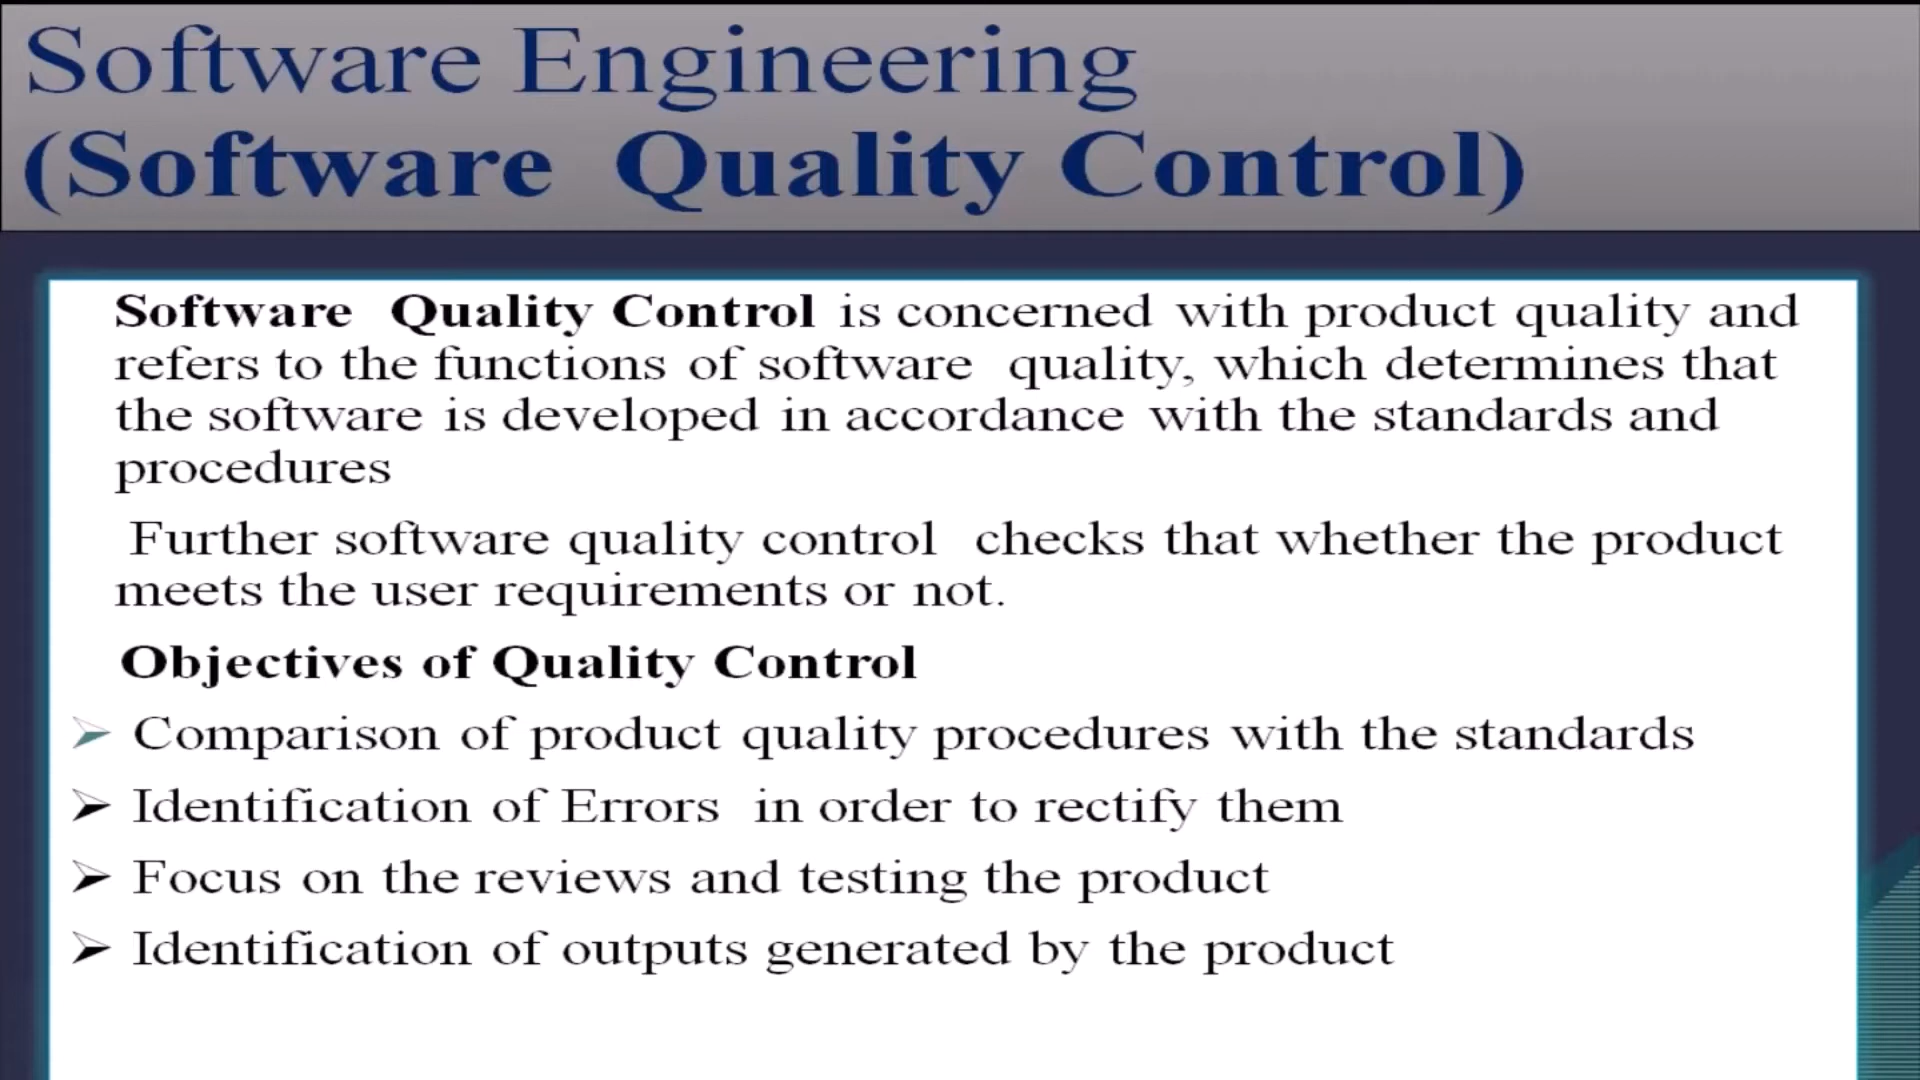 Software Engineering
(Software Quality Control)
Software Quality Control is concerned with product quality and
refers to the functions of software quality, which determines that
the software is developed in accordance with the standards and
procedures
Further software quality control checks that whether the product
meets the user requirements or not.
Objectives of Quality Control
➢ Comparison of product quality procedures with the standards
➢ Identification of Errors in order to rectify them
➢ Focus on the reviews and testing the product
➢ Identification of outputs generated by the product